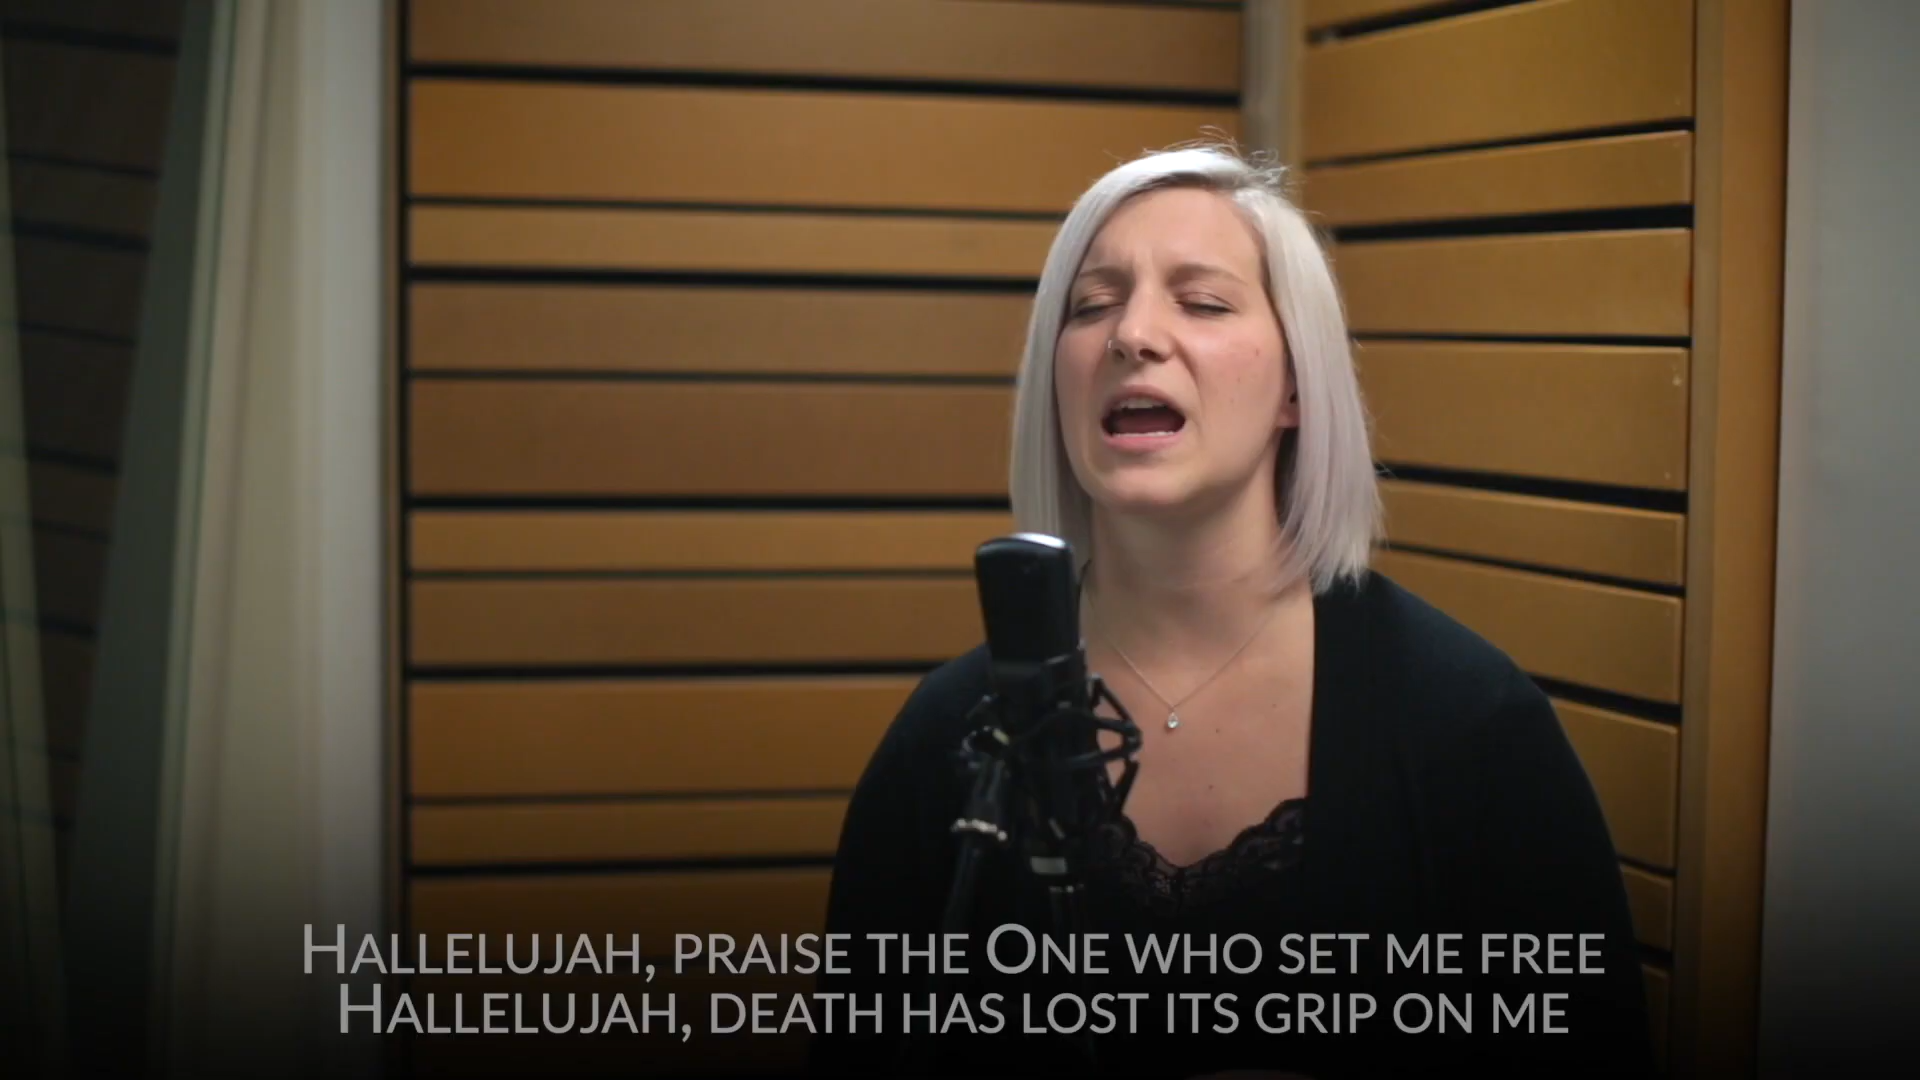 Hallelujah, praise the One who set me free
Hallelujah, death has lost its grip on me